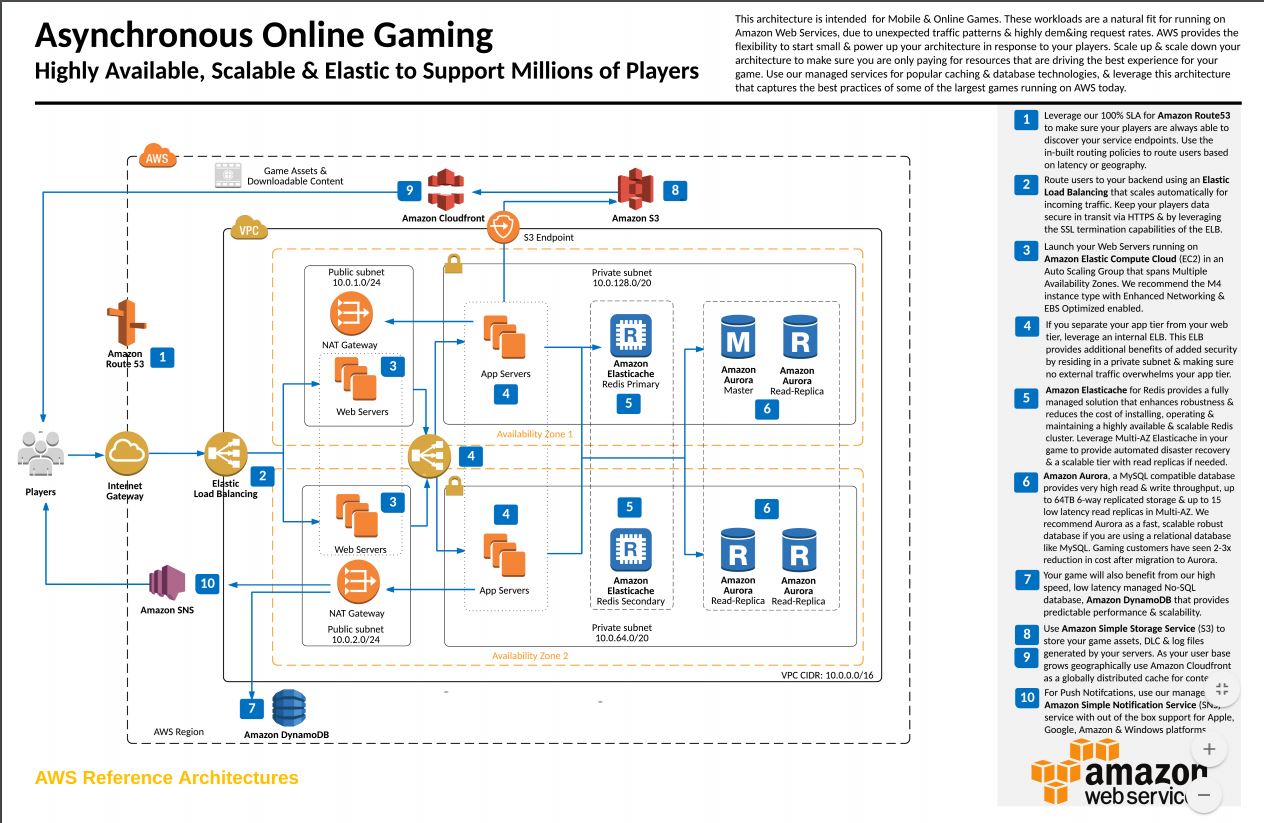 Asynchronous Online Gaming
Highly Available, Scalable & Elastic to Support Millions of Players
This architecture is intended for Mobile & Online Games. These workloads are a natural fit for running on
Amazon Web Services, due to unexpected traffic patterns & highly dem&ing request rates. AWS provides the
flexibility to start small & power up your architecture in response to your players. Scale up & scale down your
architecture to make sure you are only paying for resources that are driving the best experience for your
game. Use our managed services for popular caching & database technologies, & leverage this architecture
that captures the best practices of some of the largest games running on AWS today.
AWS
Game Assets &
Downloadable Content
9
Amazon Cloudfront
8
Amazon S3
VPC
S3 Endpoint
Public subnet
10.0.1.0/24
NAT Gateway
3
Web Servers
Private subnet
10.0.128.0/20
App Servers
4
R
Amazon
Elasticache
Redis Primary
5
M
Amazon
Aurora
Master
R
Amazon
Aurora
Read-Replica
6
Availability Zone 1
Amazon
Route 53
1
Players
Internet
Gateway
Elastic
Load Balancing
2
4
3
Web Servers
NAT Gateway
Public subnet
10.0.2.0/24
4
App Servers
5
R
Amazon
Elasticache
Redis Secondary
6
R
Amazon
Aurora
Read-Replica
R
Amazon
Aurora
Read-Replica
Private subnet
10.0.64.0/20
Availability Zone 2
VPC CIDR: 10.0.0.0/16
Amazon SNS
10
7
Amazon DynamoDB
AWS Region
AWS Reference Architectures
1
Leverage our 100% SLA for Amazon Route53
to make sure your players are always able to
discover your service endpoints. Use the
in-built routing policies to route users based
on latency or geography.
2
Route users to your backend using an Elastic
Load Balancing that scales automatically for
incoming traffic. Keep your players data
secure in transit via HTTPS & by leveraging
the SSL termination capabilities of the ELB.
3
Launch your Web Servers running on
Amazon Elastic Compute Cloud (EC2) in an
Auto Scaling Group that spans Multiple
Availability Zones. We recommend the M4
instance type with Enhanced Networking &
EBS Optimized enabled.
4
If you separate your app tier from your web
tier, leverage an internal ELB. This ELB
provides additional benefits of added security
by residing in a private subnet & making sure
no external traffic overwhelms your app tier.
5
Amazon Elasticache for Redis provides a fully
managed solution that enhances robustness &
reduces the cost of installing, operating &
maintaining a highly available & scalable Redis
cluster. Leverage Multi-AZ Elasticache in your
game to provide automated disaster recovery
& a scalable tier with read replicas if needed.
6
Amazon Aurora, a MySQL compatible database
provides very high read & write throughput, up
to 64TB 6-way replicated storage & up to 15
low latency read replicas in Multi-AZ. We
recommend Aurora as a fast, scalable robust
database if you are using a relational database
like MySQL. Gaming customers have seen 2-3x
reduction in cost after migration to Aurora.
7
Your game will also benefit from our high
speed, low latency managed No-SQL
database, Amazon DynamoDB that provides
predictable performance & scalability.
8
Use Amazon Simple Storage Service (S3) to
store your game assets, DLC & log files
9
generated by your servers. As your user base
grows geographically use Amazon Cloudfront
as a globally distributed cache for
10
For Push Notifcations, use our
Amazon Simple Notification Service
service with out of the box support for Apple,
Google, Amazon & Windows platforms
amazon
web